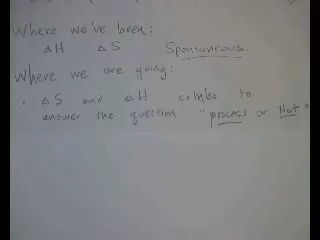 Where we've been:
ΔH ΔS Spontaneous.
Where we are going:
. ΔS and ΔH combo to
answer the question "process or Not"